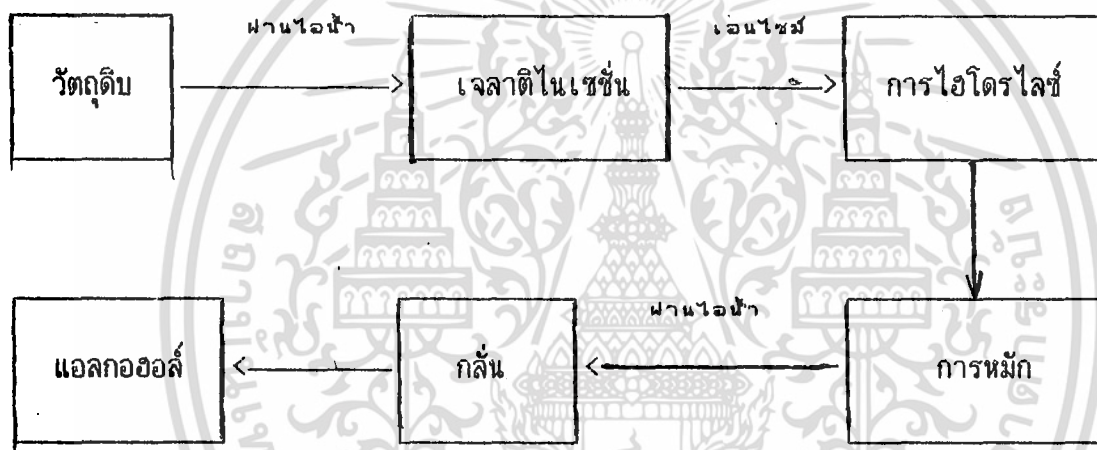 ผ่านไอน้ำ
เอนไซม์
วัตถุดิบ
เจลาติไนเซชั่น
การไฮโดรไลซ์
ผ่านไอน้ำ
แอลกอฮอล์
กลั่น
การหมัก